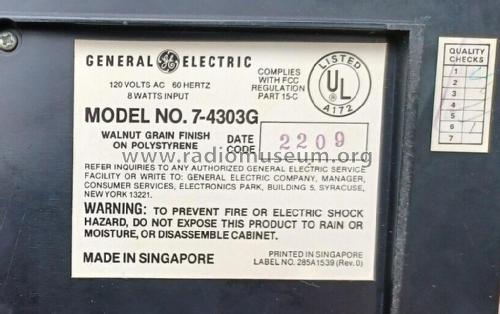 GENERAL GE ELECTRIC
120 VOLTS AC 60 HERTZ
8 WATTS INPUT
COMPLIES WITH FCC REGULATION PART 15-C
LISTED
UL
®
A172
MODEL NO. 7-4303G
WALNUT GRAIN FINISH
ON POLYSTYRENE
DATE CODE
2209
www.radiomuseum.org
REFER INQUIRIES TO ANY AUTHORIZED GENERAL ELECTRIC SERVICE
FACILITY OR WRITE TO: GENERAL ELECTRIC COMPANY, MANAGER,
CONSUMER SERVICES, ELECTRONICS PARK, BUILDING 5, SYRACUSE,
NEW YORK 13221.
WARNING: TO PREVENT FIRE OR ELECTRIC SHOCK
HAZARD, DO NOT EXPOSE THIS PRODUCT TO RAIN OR
MOISTURE, OR DISASSEMBLE CABINET.
MADE IN SINGAPORE
PRINTED IN SINGAPORE
LABEL NO. 285A1539 (Rev. 0)
QUALITY
CHECKS
1
2
3
4
5
6
7